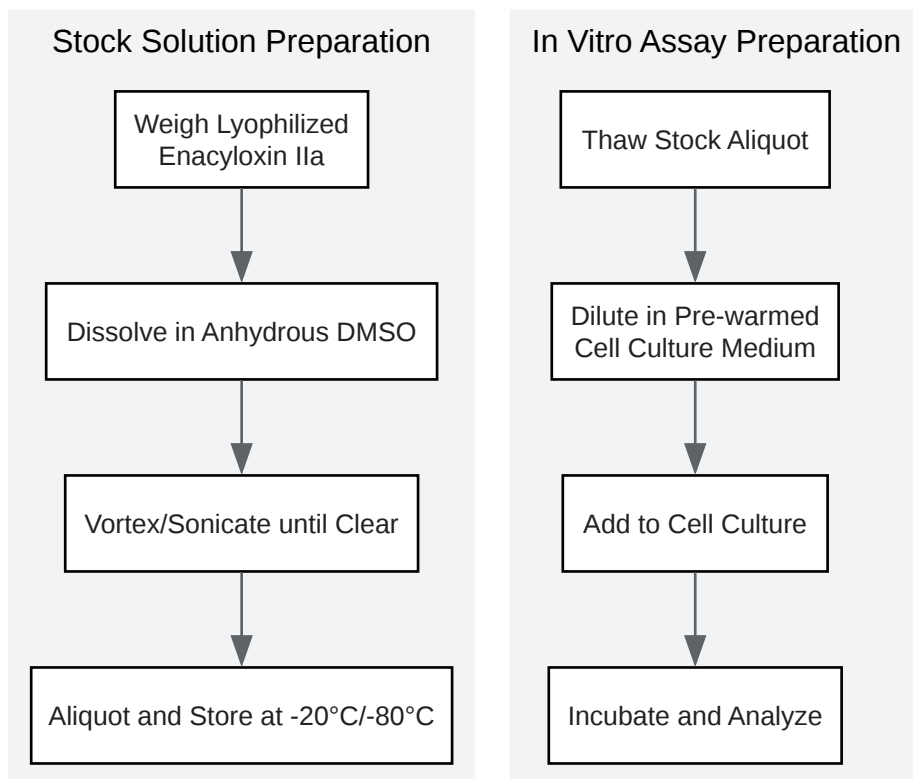 Stock Solution Preparation
Weigh Lyophilized
Enacyloxin IIa
Dissolve in Anhydrous DMSO
Vortex/Sonicate until Clear
Aliquot and Store at -20°C/-80°C
In Vitro Assay Preparation
Thaw Stock Aliquot
Dilute in Pre-warmed
Cell Culture Medium
Add to Cell Culture
Incubate and Analyze